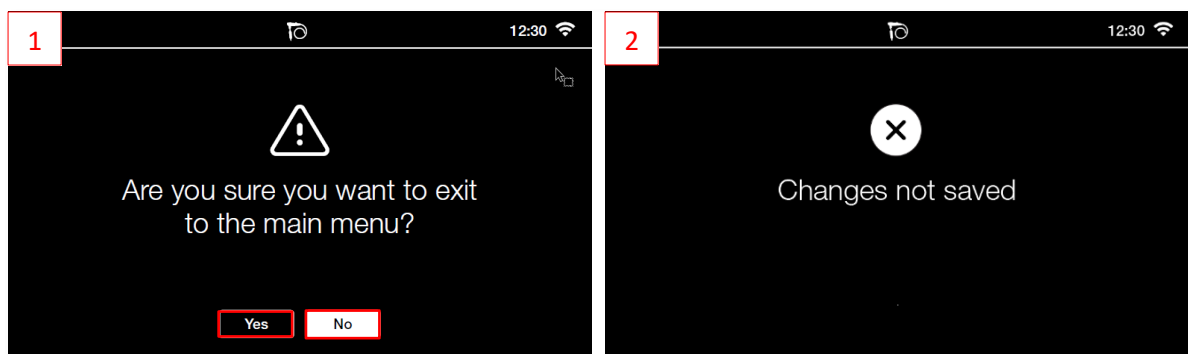 1
12:30
Are you sure you want to exit
to the main menu?
Yes
No
2
12:30
Changes not saved